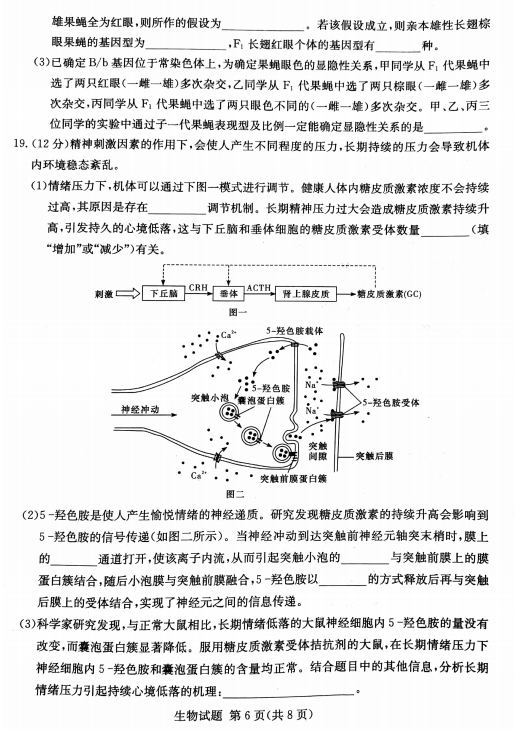 雄果蝇全为红眼,则所作的假设为____________。若该假设成立,则亲本雄性长翅棕
眼果蝇的基因型为____________,F₁长翅红眼个体的基因型有________种。
(3)已确定B/b基因位于常染色体上,为确定果蝇眼色的显隐性关系,甲同学从F₁代果蝇中
选了两只红眼(一雌一雄)多次杂交,乙同学从F₁代果蝇中选了两只棕眼(一雌一雄)多
次杂交,丙同学从F₁代果蝇中选了两只眼色不同的(一雌一雄)多次杂交。甲、乙、丙三
位同学的实验中通过子一代果蝇表现型及比例一定能确定显隐性关系的是________。
19.(12分)精神刺激因素的作用下,会使人产生不同程度的压力,长期持续的压力会导致机体
内环境稳态紊乱。
(1)情绪压力下,机体可以通过下图一模式进行调节。健康人体内糖皮质激素浓度不会持续
过高,其原因是存在________调节机制。长期精神压力过大会造成糖皮质激素持续升
高,引发持久的心境低落,这与下丘脑和垂体细胞的糖皮质激素受体数量________(填
“增加”或“减少”)有关。
刺激 下丘脑 CRH 垂体 ACTH 肾上腺皮质 糖皮质激素(GC)
图一
Ca²⁺ 5-羟色胺载体
突触小泡 5-羟色胺 囊泡蛋白簇
Na⁺
Na⁺
5-羟色胺受体
神经冲动
突触间隙
突触后膜
Ca²⁺
突触前膜蛋白簇
图二
(2)5-羟色胺是使人产生愉悦情绪的神经递质。研究发现糖皮质激素的持续升高会影响到
5-羟色胺的信号传递(如图二所示)。当神经冲动到达突触前神经元轴突末梢时,膜上
的________通道打开,使该离子内流,从而引起突触小泡的________与突触前膜上的膜
蛋白簇结合,随后小泡膜与突触前膜融合,5-羟色胺以________的方式释放后再与突触
后膜上的受体结合,实现了神经元之间的信息传递。
(3)科学家研究发现,与正常大鼠相比,长期情绪低落的大鼠神经细胞内5-羟色胺的量没有
改变,而囊泡蛋白簇显著降低。服用糖皮质激素受体拮抗剂的大鼠,在长期情绪压力下
神经细胞内5-羟色胺和囊泡蛋白簇的含量均正常。结合题目中的其他信息,分析长期
情绪压力引起持续心境低落的机理:____________。
生物试题 第6页(共8页)